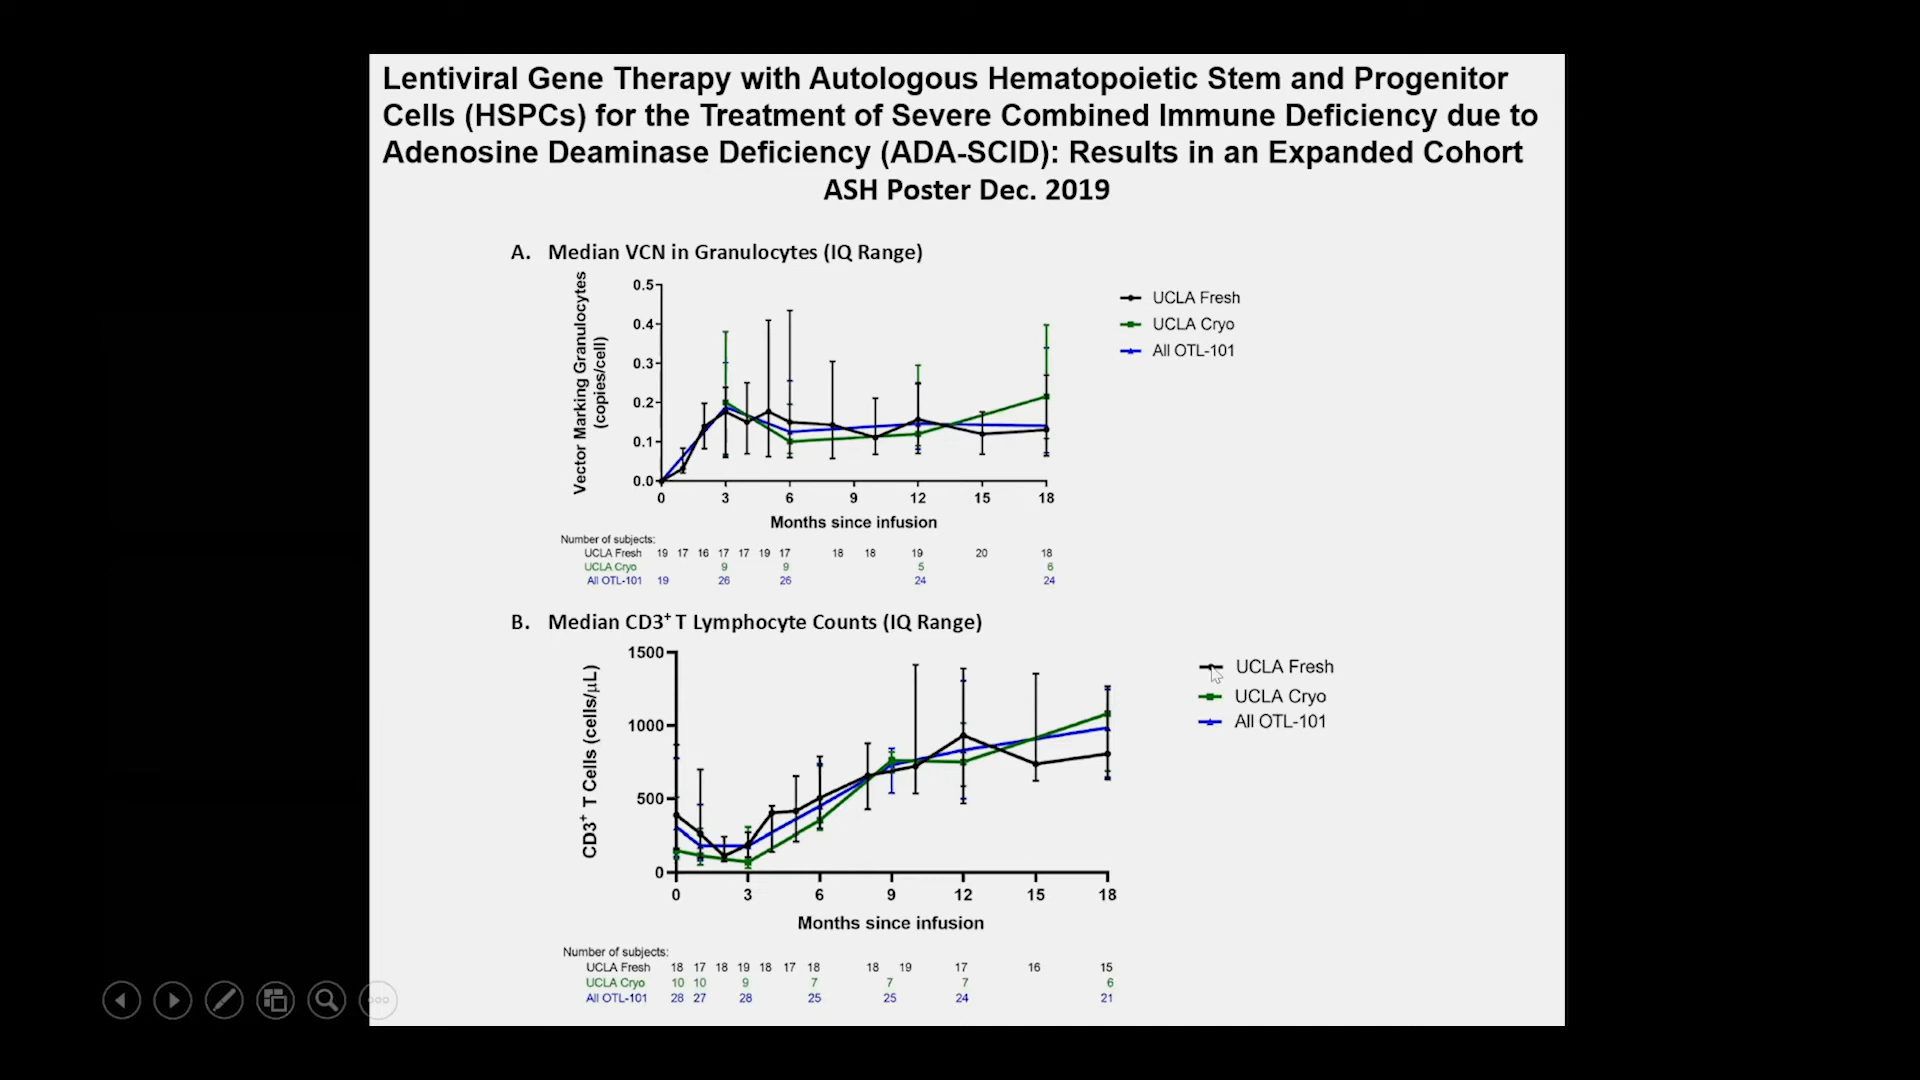 Lentiviral Gene Therapy with Autologous Hematopoietic Stem and Progenitor
Cells (HSPCs) for the Treatment of Severe Combined Immune Deficiency due to
Adenosine Deaminase Deficiency (ADA-SCID): Results in an Expanded Cohort
ASH Poster Dec. 2019
A. Median VCN in Granulocytes (IQ Range)
Vector Marking Granulocytes
(copies/cell)
0.5
0.4
0.3
0.2
0.1
0.0
0 3 6 9 12 15 18
Months since infusion
UCLA Fresh
UCLA Cryo
All OTL-101
Number of subjects:
UCLA Fresh 19 17 16 17 17 19 17 18 18 19 20 18
UCLA Cryo 9 9 5 6
All OTL-101 19 26 26 24 24
B. Median CD3+ T Lymphocyte Counts (IQ Range)
CD3+ T Cells (cells/μL)
1500
1000
500
0
0 3 6 9 12 15 18
Months since infusion
UCLA Fresh
UCLA Cryo
All OTL-101
Number of subjects:
UCLA Fresh 18 17 18 19 18 17 18 18 19 17 16 15
UCLA Cryo 10 10 9 7 7 7 6
All OTL-101 28 27 28 25 25 24 21